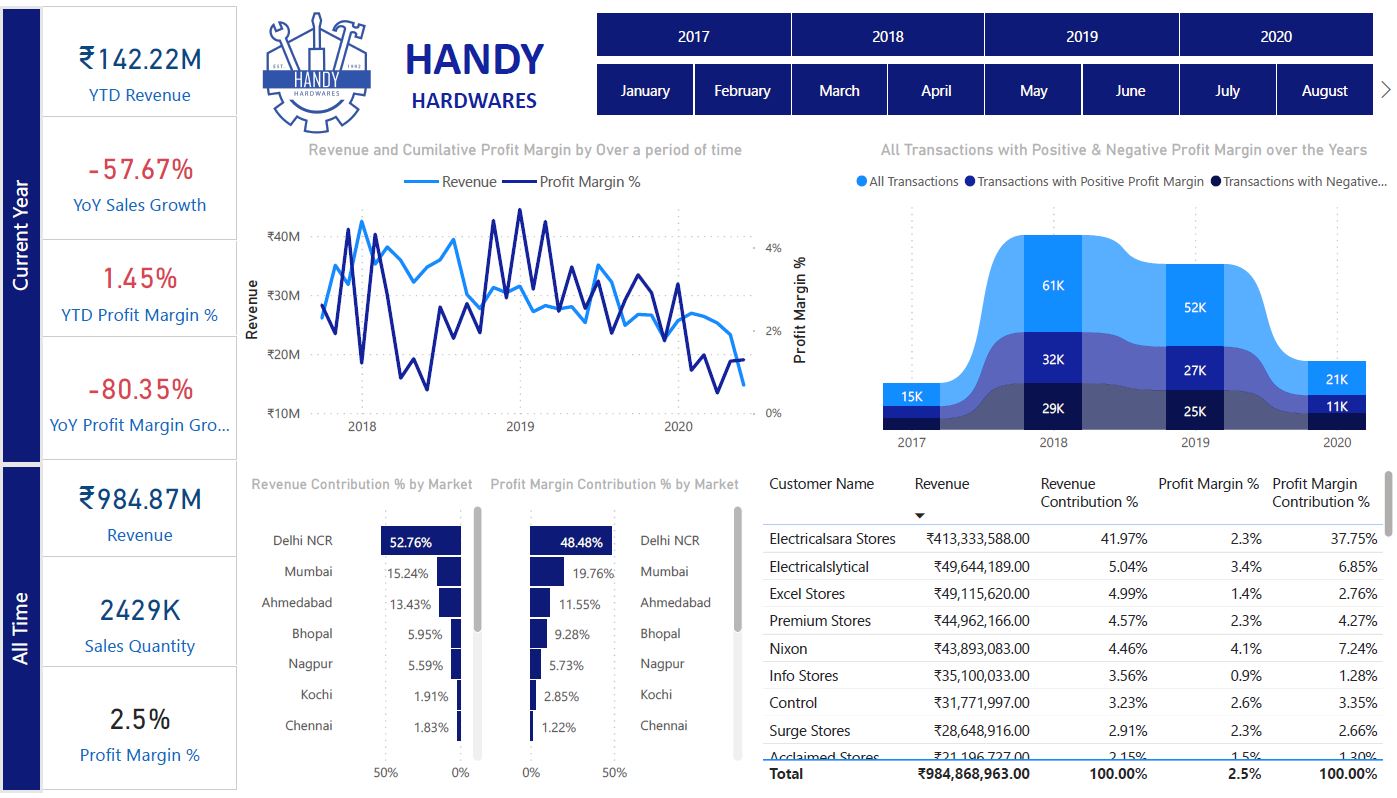 Current Year
₹142.22M
YTD Revenue
-57.67%
YoY Sales Growth
1.45%
YTD Profit Margin %
-80.35%
YoY Profit Margin Gro...
All Time
₹984.87M
Revenue
2429K
Sales Quantity
2.5%
Profit Margin %
EST. 1992
HANDY
HARDWARES
HANDY
HARDWARES
2017 2018 2019 2020
January February March April May June July August
Revenue and Cumilative Profit Margin by Over a period of time
Revenue Profit Margin %
Revenue
₹40M
₹30M
₹20M
₹10M
4%
2%
0%
Profit Margin %
2018 2019 2020
All Transactions with Positive & Negative Profit Margin over the Years
All Transactions Transactions with Positive Profit Margin Transactions with Negative...
15K
61K
32K
29K
52K
27K
25K
21K
11K
2017 2018 2019 2020
Revenue Contribution % by Market
Delhi NCR 52.76%
Mumbai 15.24%
Ahmedabad 13.43%
Bhopal 5.95%
Nagpur 5.59%
Kochi 1.91%
Chennai 1.83%
50% 0%
Profit Margin Contribution % by Market
48.48% Delhi NCR
19.76% Mumbai
11.55% Ahmedabad
9.28% Bhopal
5.73% Nagpur
2.85% Kochi
1.22% Chennai
0% 50%
Customer Name Revenue Revenue Contribution % Profit Margin % Profit Margin Contribution %
Electricalsara Stores ₹413,333,588.00 41.97% 2.3% 37.75%
Electricalslytical ₹49,644,189.00 5.04% 3.4% 6.85%
Excel Stores ₹49,115,620.00 4.99% 1.4% 2.76%
Premium Stores ₹44,962,166.00 4.57% 2.3% 4.27%
Nixon ₹43,893,083.00 4.46% 4.1% 7.24%
Info Stores ₹35,100,033.00 3.56% 0.9% 1.28%
Control ₹31,771,997.00 3.23% 2.6% 3.35%
Surge Stores ₹28,648,916.00 2.91% 2.3% 2.66%
Acclaimed Stores ₹21,196,727.00 2.15% 1.5% 1.30%
Total ₹984,868,963.00 100.00% 2.5% 100.00%